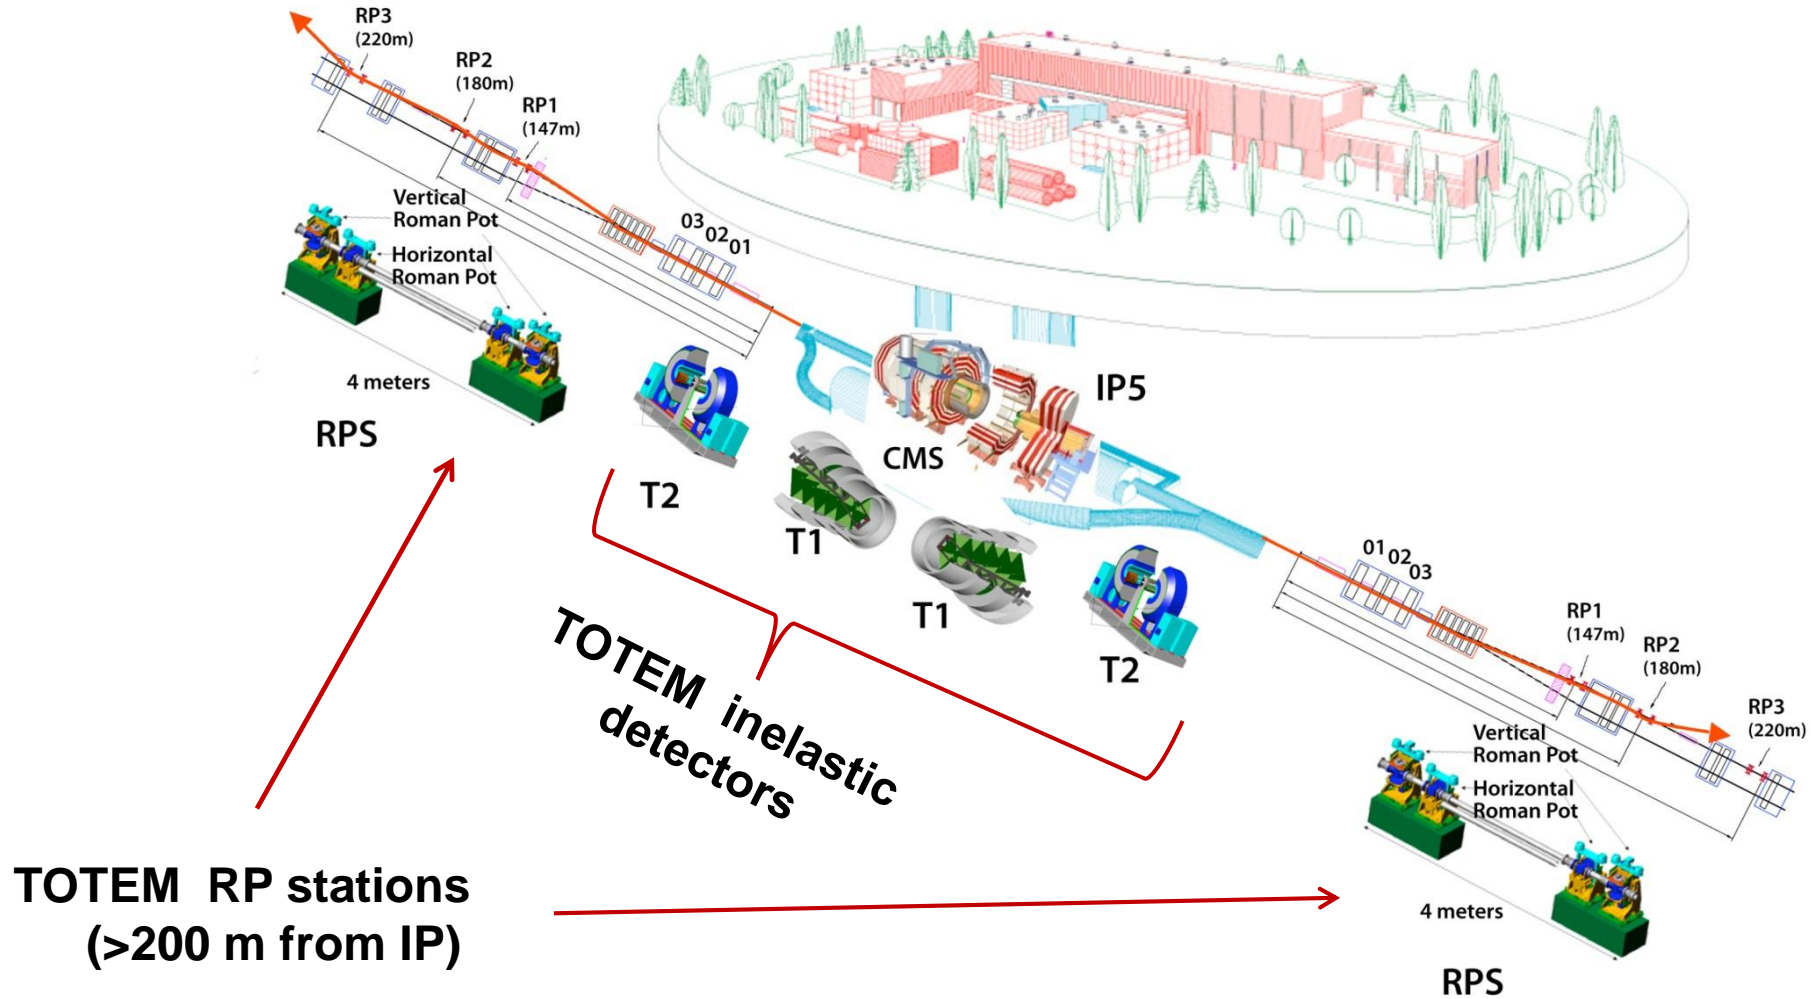 RP3
(220m)
RP2
(180m)
RP1
(147m)
Vertical
Roman Pot
Horizontal
Roman Pot
03
02
01
4 meters
RPS
T2
T1
CMS
IP5
T1
T2
TOTEM inelastic
detectors
01
02
03
RP1
(147m)
RP2
(180m)
RP3
(220m)
Vertical
Roman Pot
Horizontal
Roman Pot
4 meters
RPS
TOTEM RP stations
(>200 m from IP)